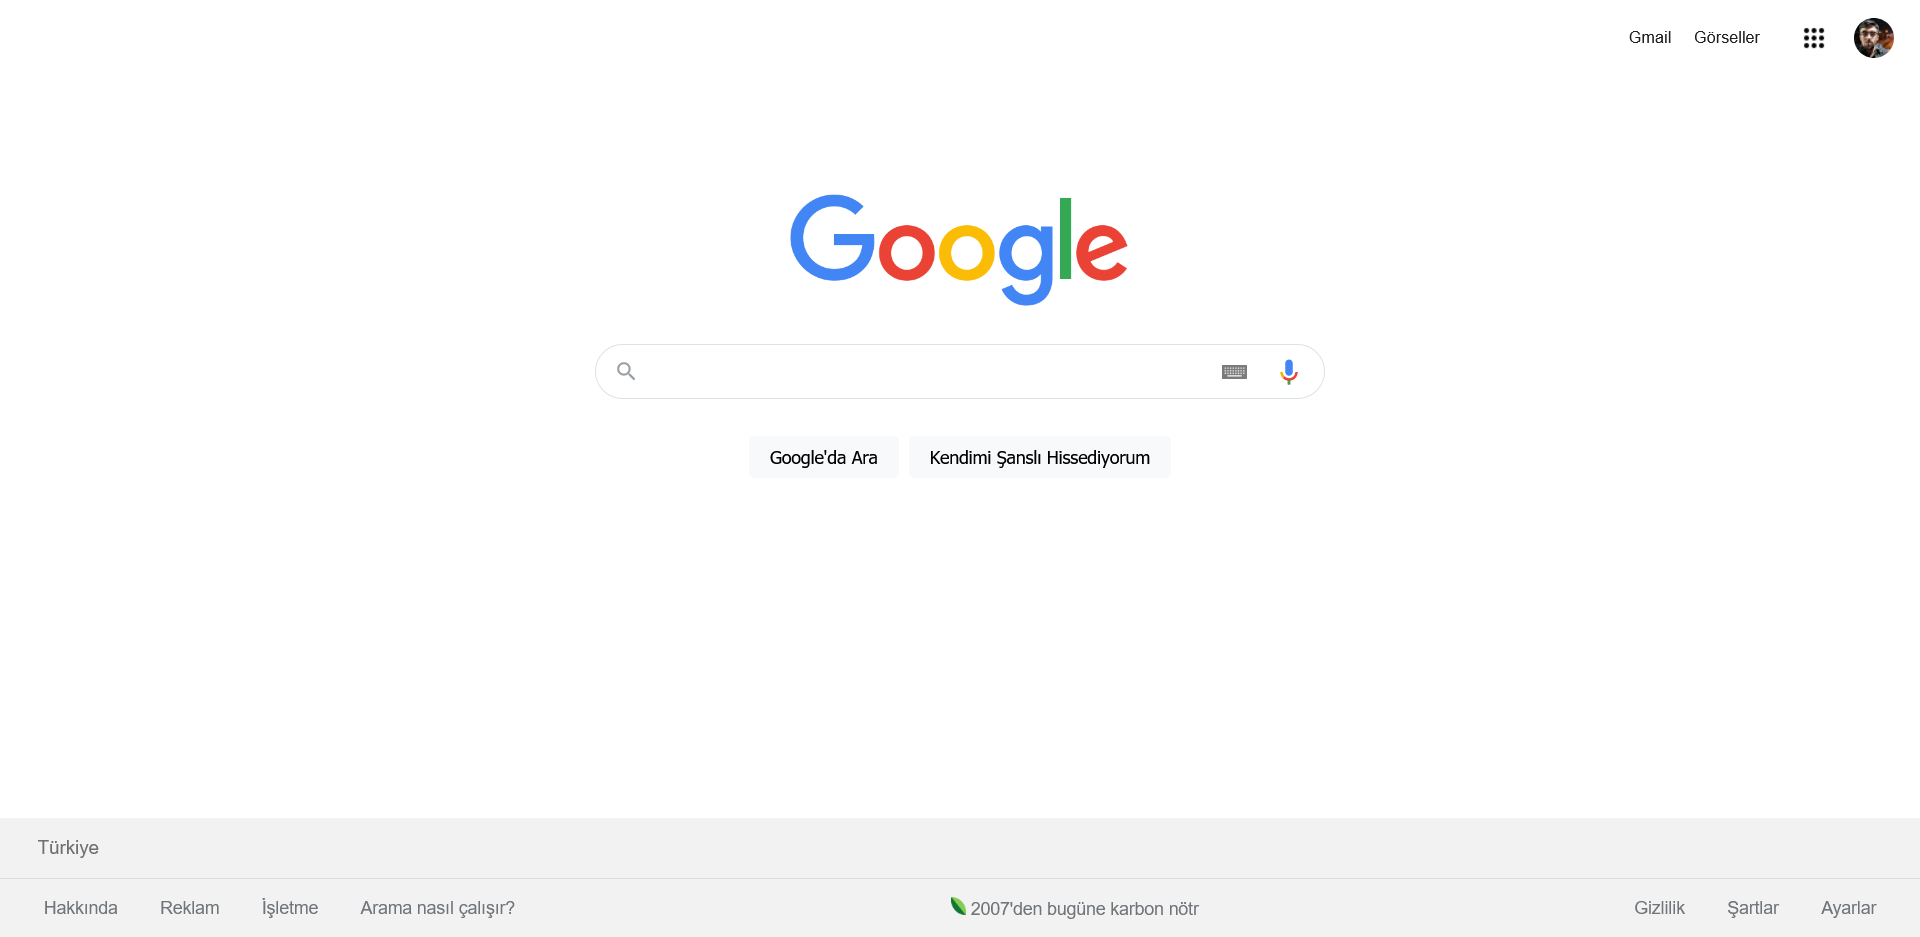 Gmail Görseller
Google
Google'da Ara Kendimi Şanslı Hissediyorum
Türkiye
Hakkında Reklam İşletme Arama nasıl çalışır? 2007'den bugüne karbon nötr Gizlilik Şartlar Ayarlar